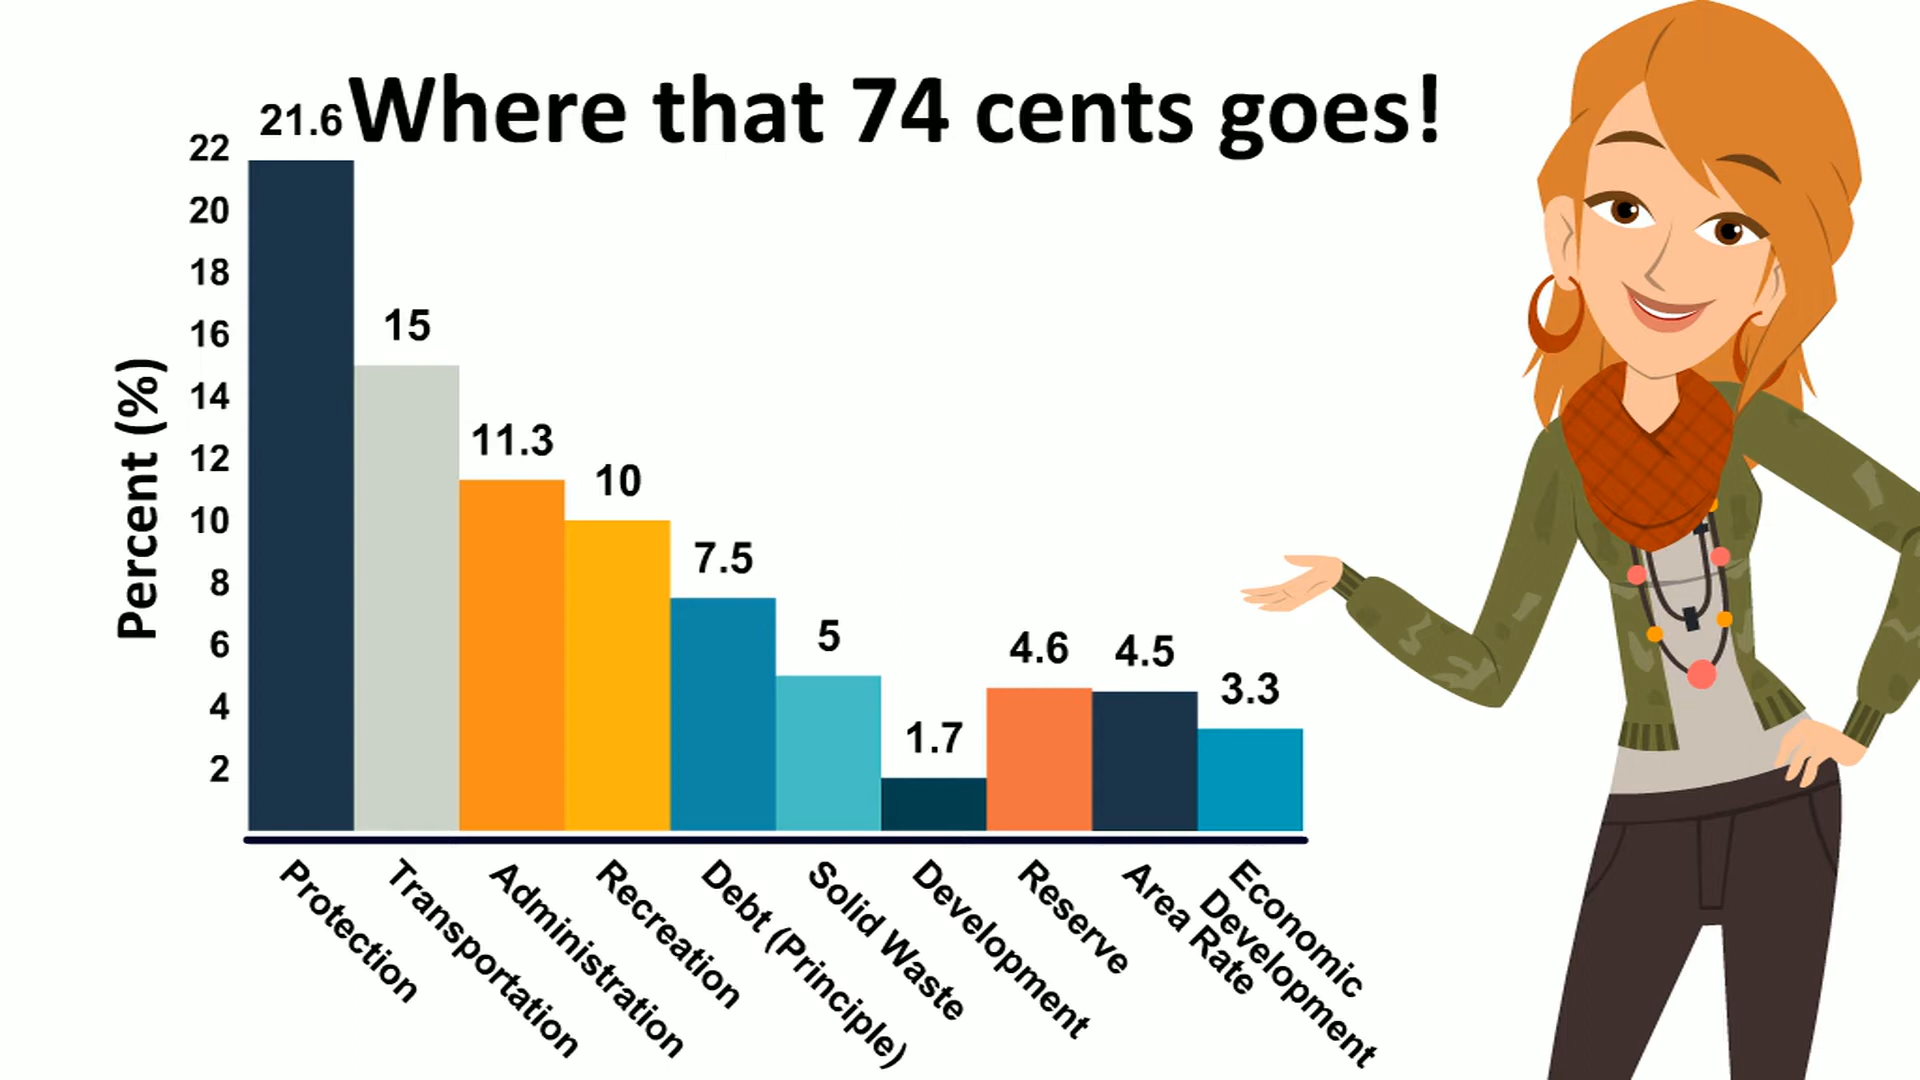 Where that 74 cents goes!
Percent (%)
22
20
18
16
14
12
10
8
6
4
2
21.6
15
11.3
10
7.5
5
1.7
4.6
4.5
3.3
Protection
Transportation
Administration
Recreation
Debt (Principle)
Solid Waste
Development
Reserve
Area Rate
Economic
Development